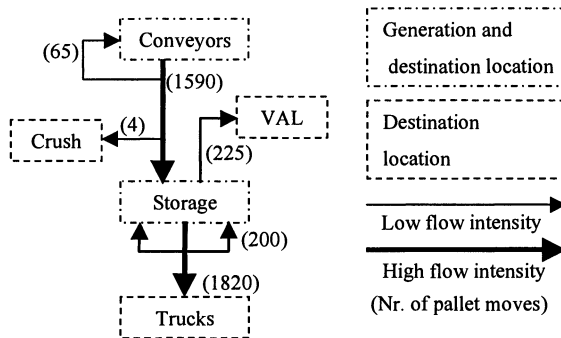 (65)
Conveyors
(1590)
Crush
(4)
VAL
(225)
Storage
(200)
(1820)
Trucks
Generation and
destination location
Destination
location
Low flow intensity
High flow intensity
(Nr. of pallet moves)